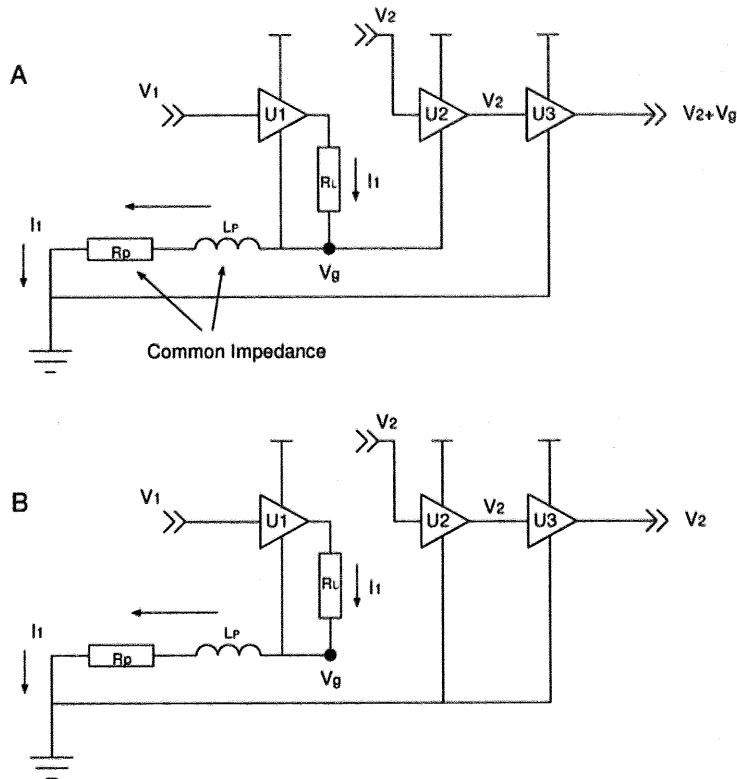 A
V2
V1
U1
U2
V2
U3
V2+Vg
RL
I1
I1
Rp
LP
Vg
Common Impedance
B
V2
V1
U1
U2
V2
U3
V2
RL
I1
I1
Rp
LP
Vg